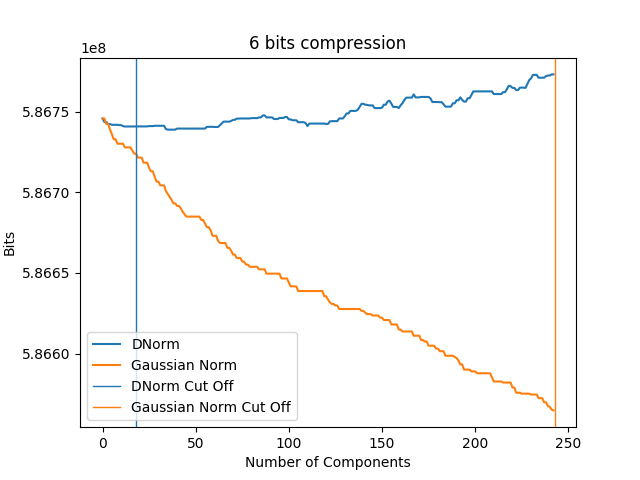 6 bits compression
1e8
5.8675
5.8670
5.8665
5.8660
Bits
DNorm
Gaussian Norm
DNorm Cut Off
Gaussian Norm Cut Off
0 50 100 150 200 250
Number of Components